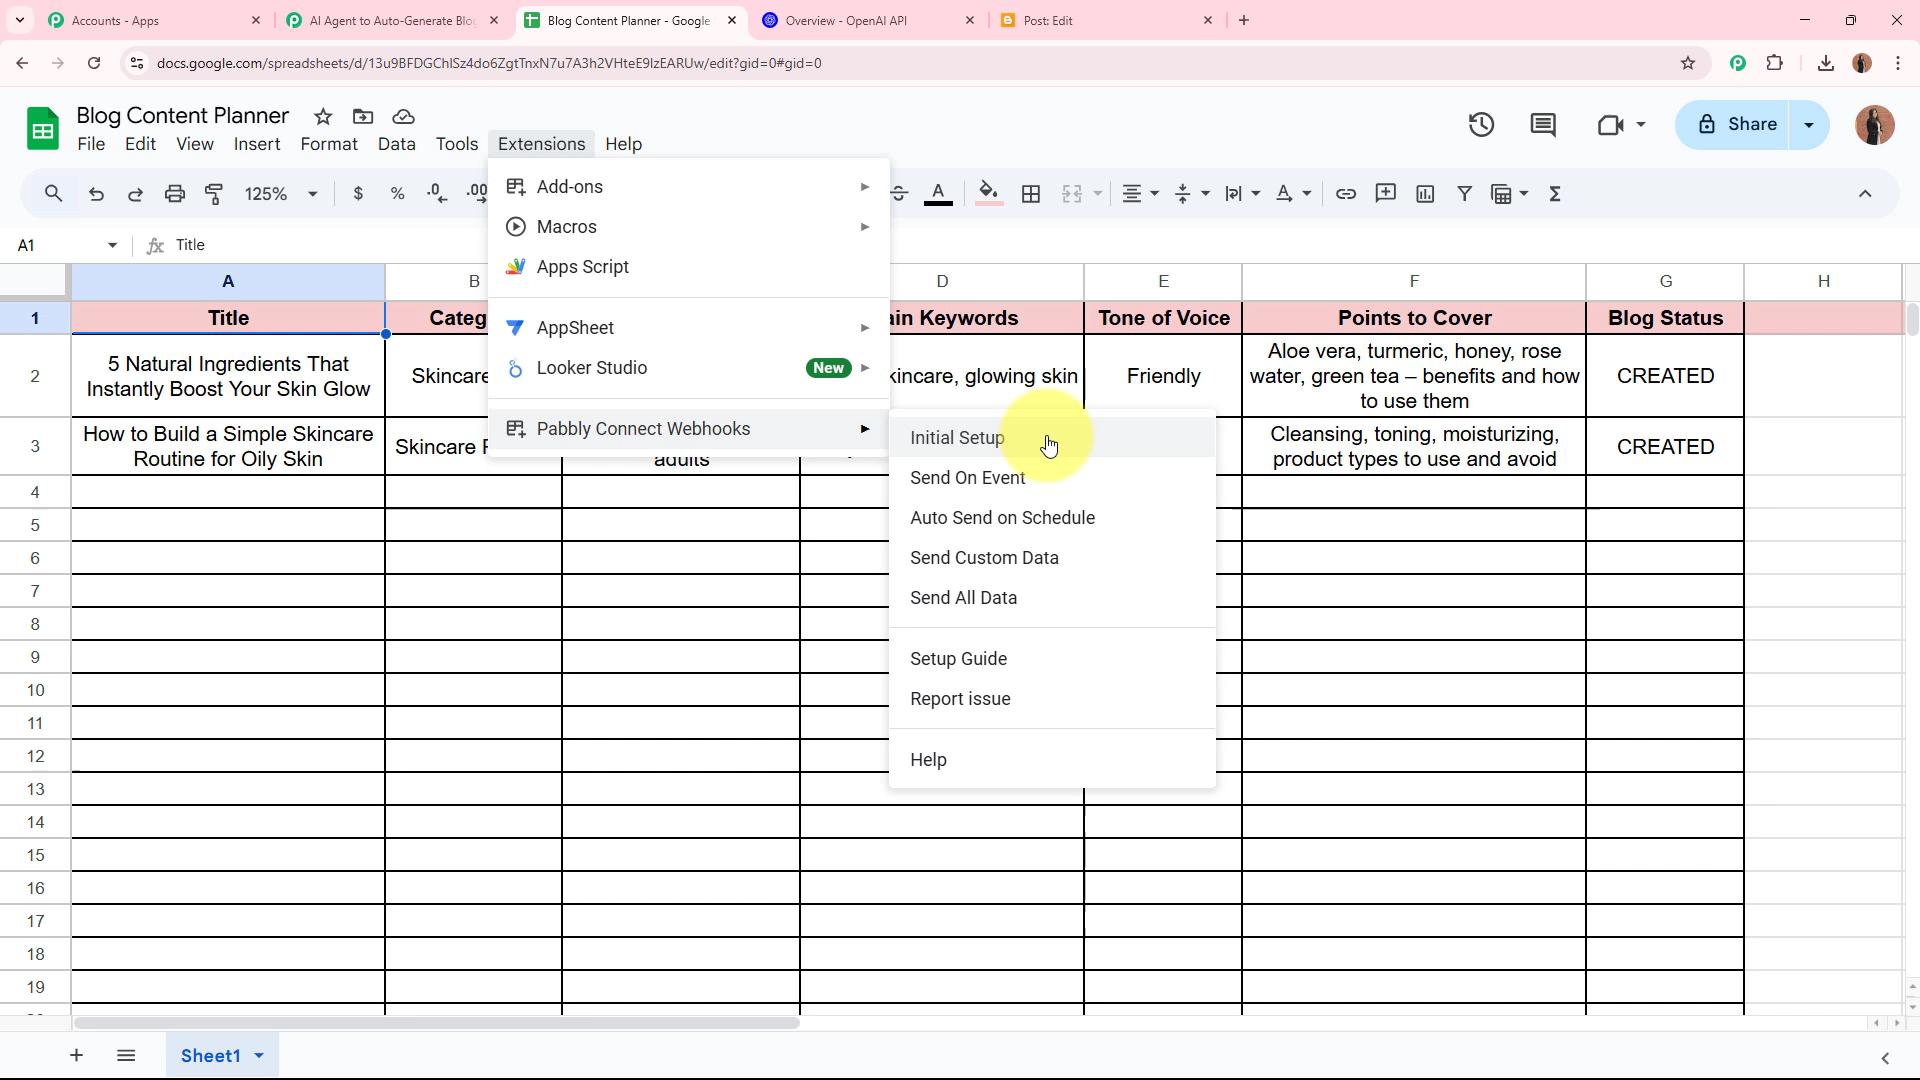 Accounts - Apps
AI Agent to Auto-Generate Blog
Blog Content Planner - Google
Overview - OpenAI API
Post: Edit
docs.google.com/spreadsheets/d/13u9BFDGChlSz4do6ZgtTnxN7u7A3h2VHteE9IzEARUw/edit?gid=0#gid=0
Blog Content Planner
Share
File Edit View Insert Format Data Tools Extensions Help
125% $ % .0 .00
A1 fx Title
A B D E F G H
1 Title Categ ain Keywords Tone of Voice Points to Cover Blog Status
2 5 Natural Ingredients That
Instantly Boost Your Skin Glow
Skincare
kincare, glowing skin
Friendly
Aloe vera, turmeric, honey, rose
water, green tea – benefits and how
to use them
CREATED
3 How to Build a Simple Skincare
Routine for Oily Skin
Skincare
adults
Cleansing, toning, moisturizing,
product types to use and avoid
CREATED
4
5
6
7
8
9
10
11
12
13
14
15
16
17
18
19
Add-ons
Macros
Apps Script
AppSheet
Looker Studio New
Pabbly Connect Webhooks
Initial Setup
Send On Event
Auto Send on Schedule
Send Custom Data
Send All Data
Setup Guide
Report issue
Help
Sheet1